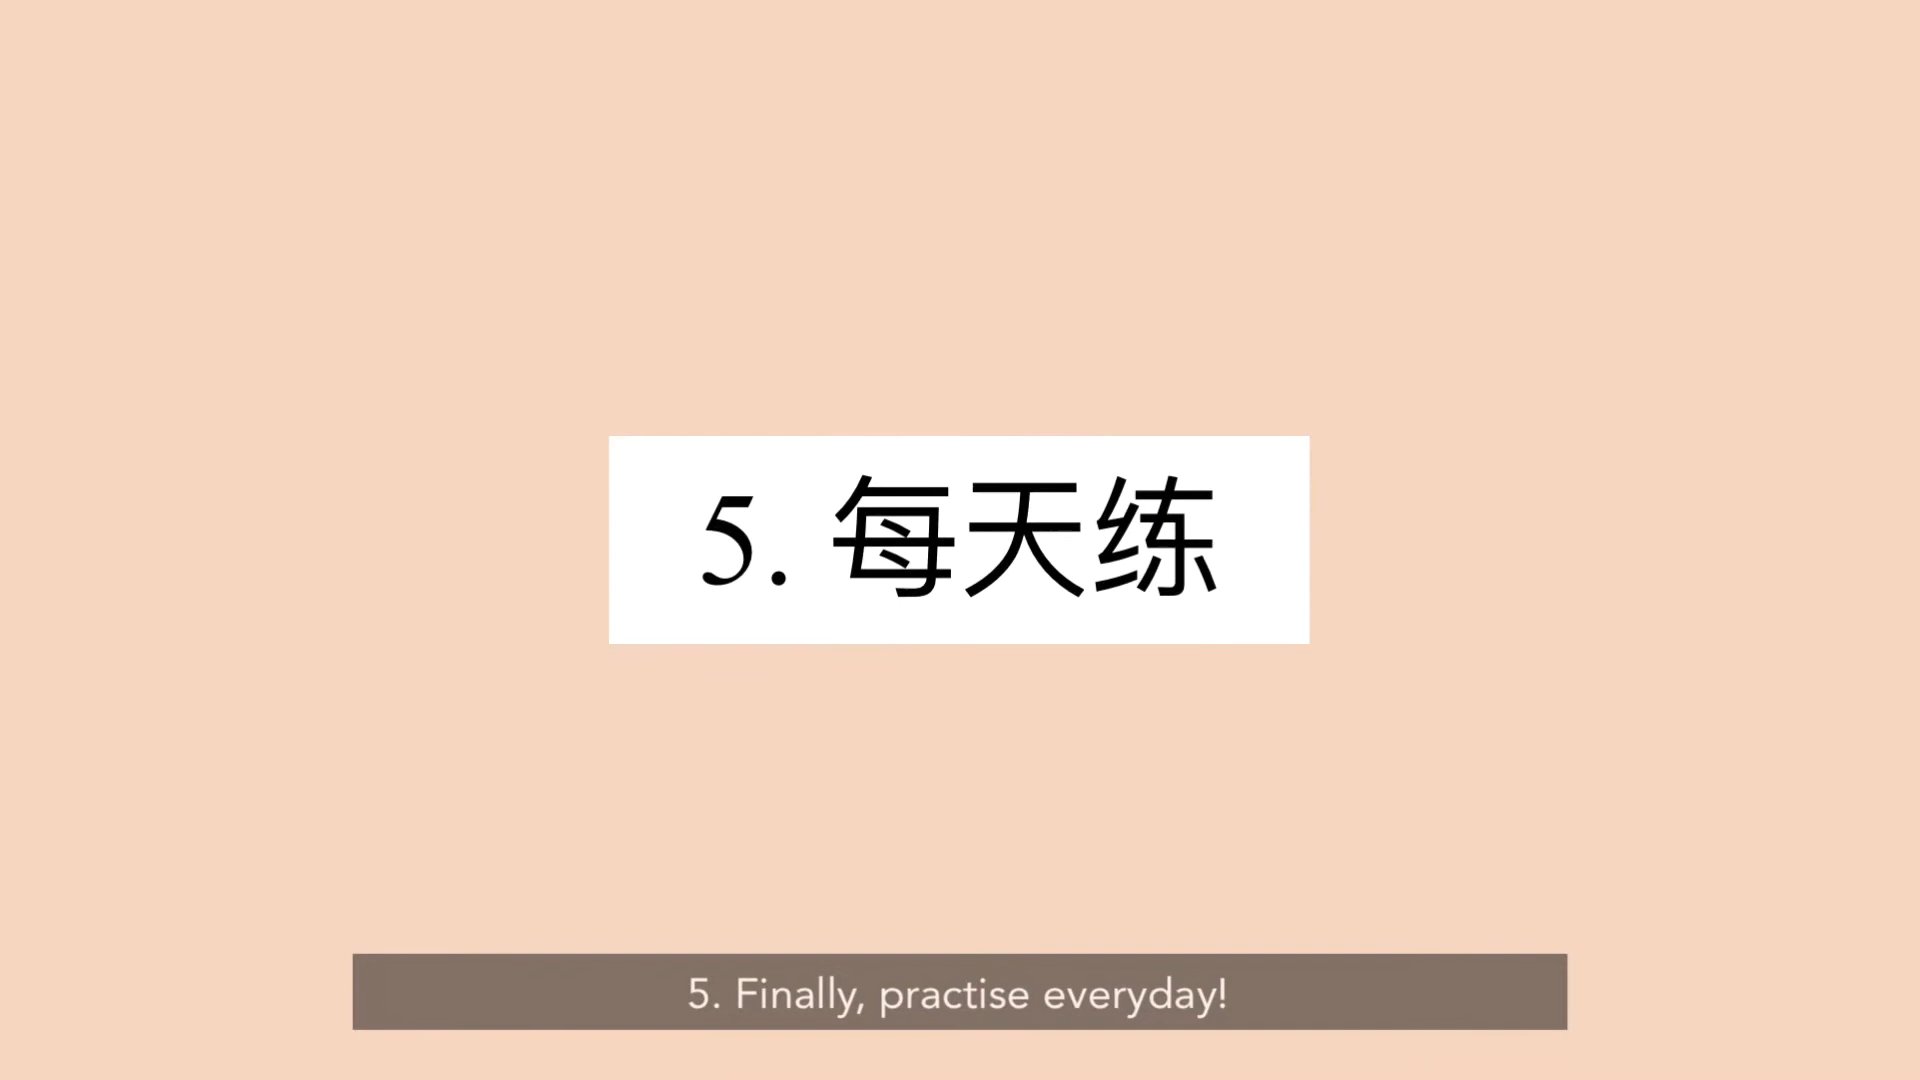 5. 每天练
5. Finally, practise everyday!